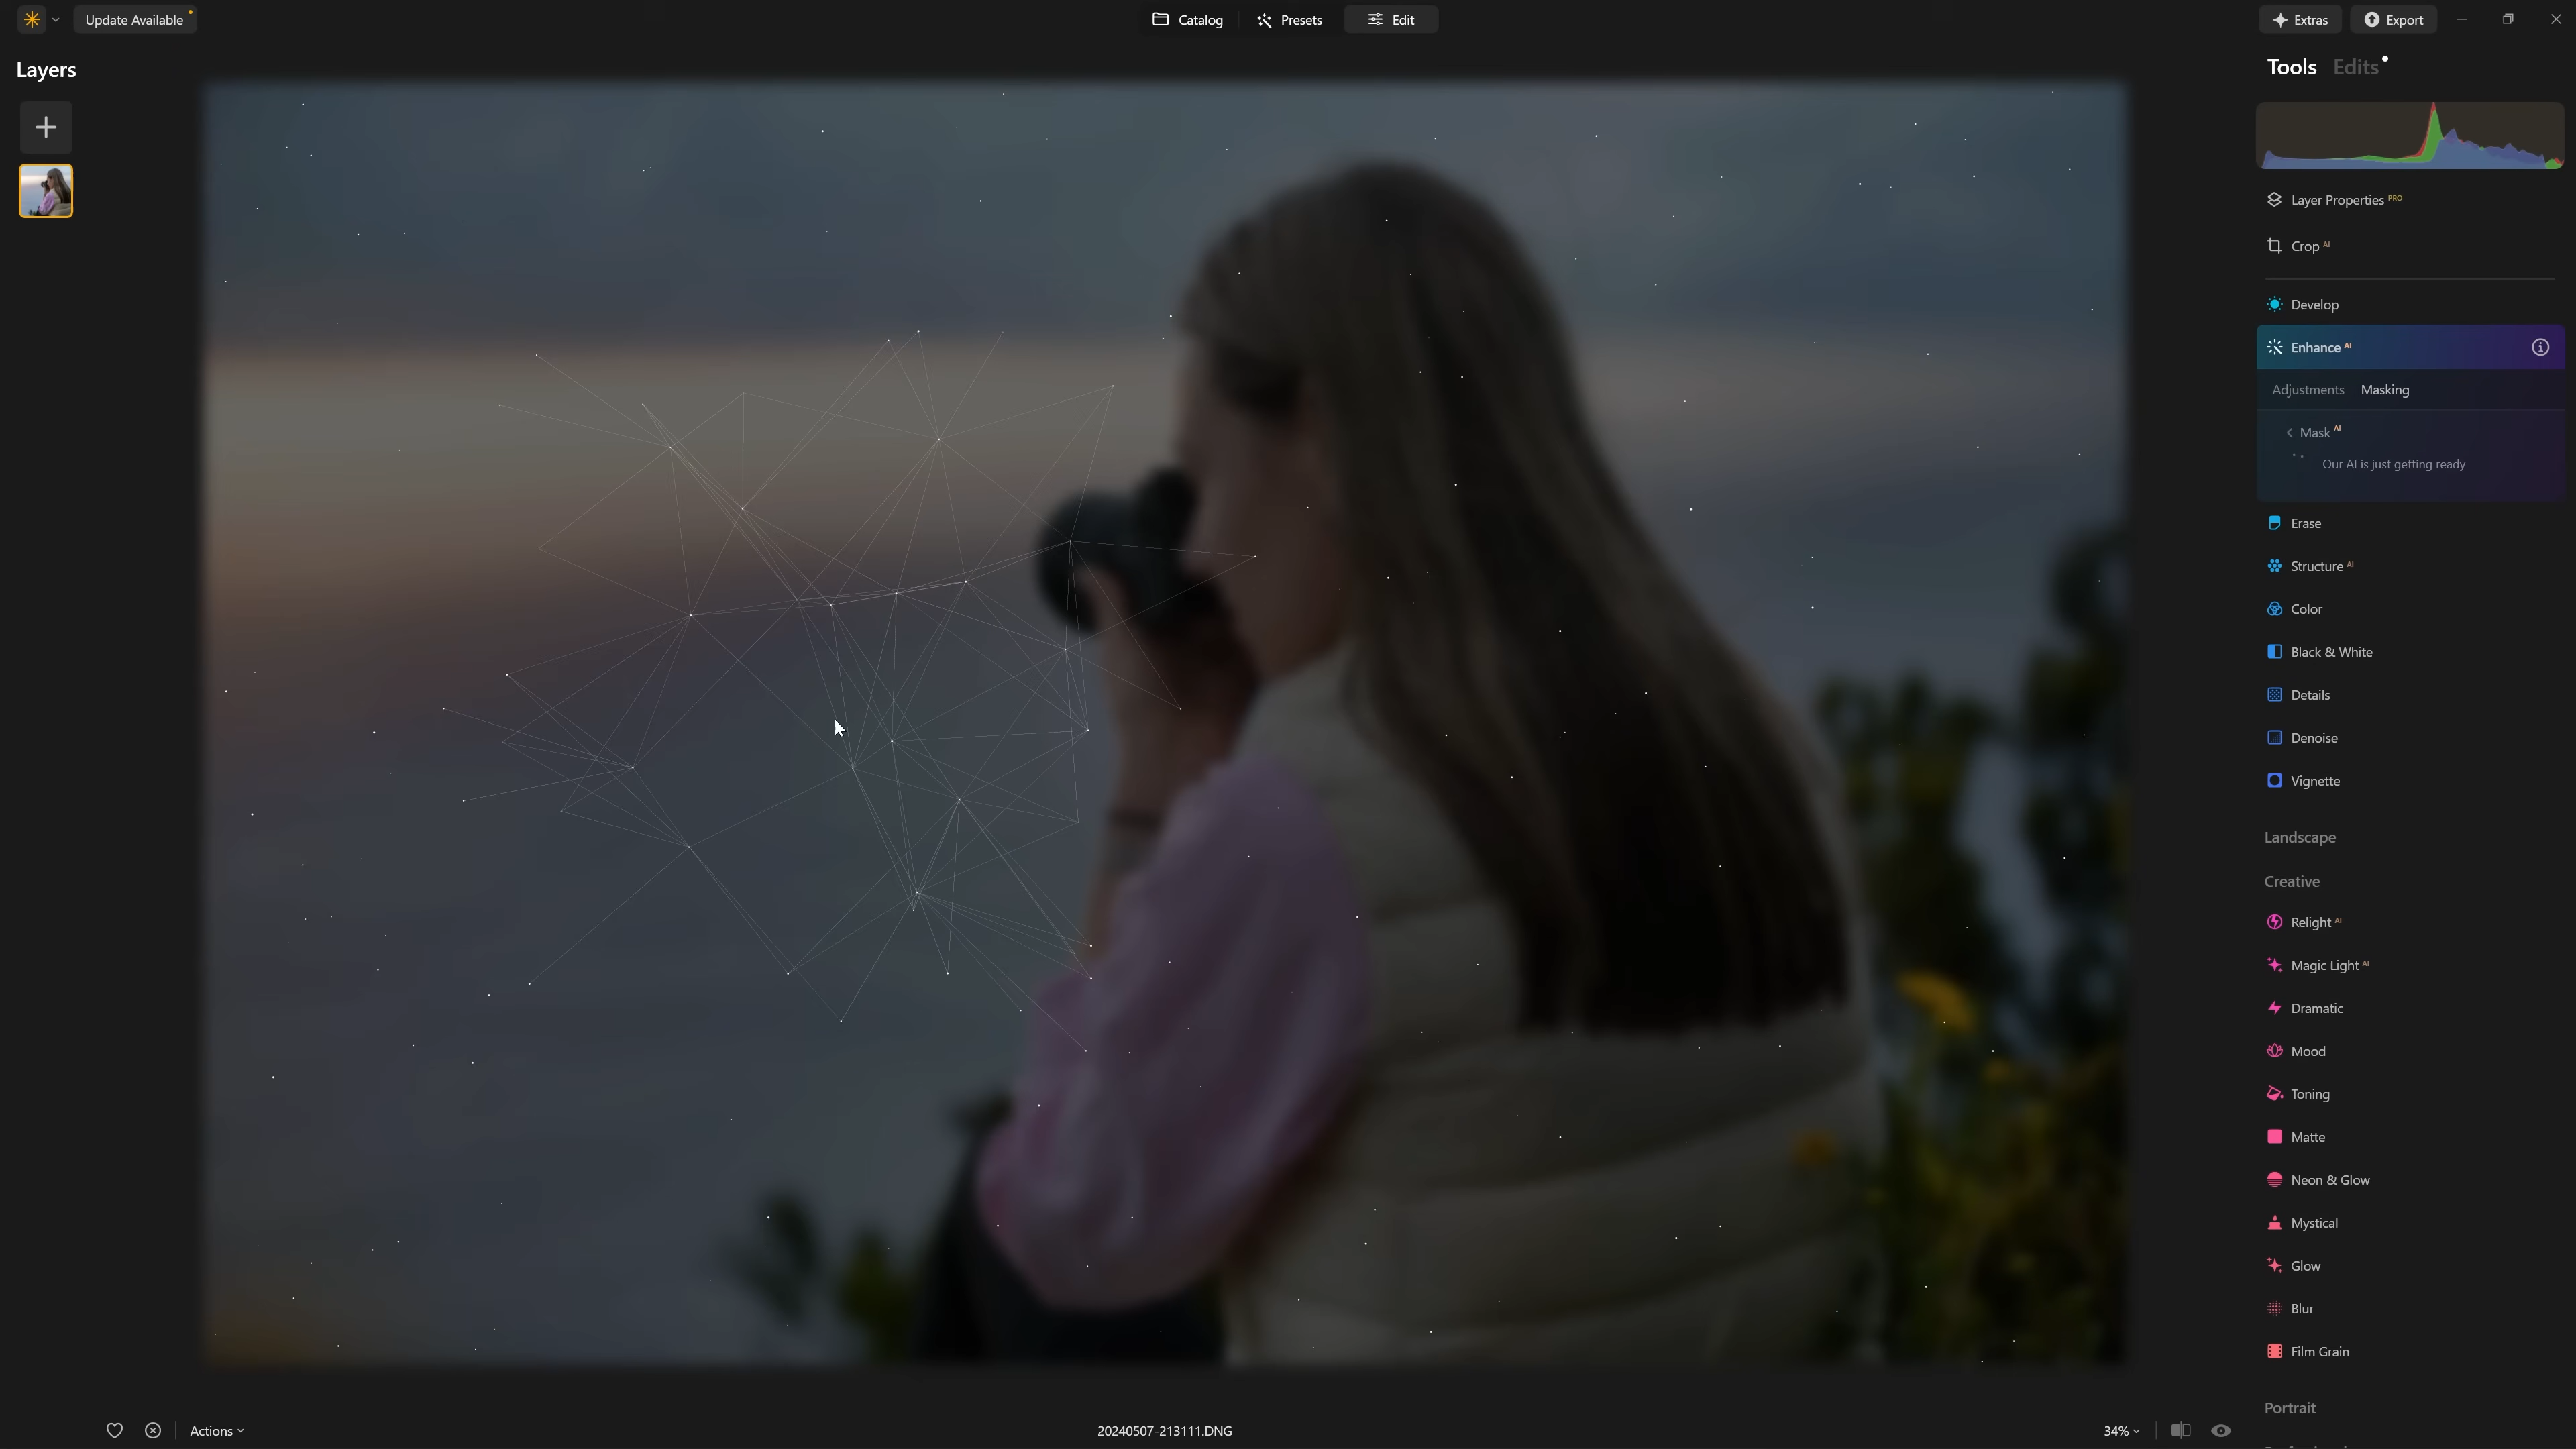 Update Available
Catalog
Presets
Edit
Extras
Export
Layers
Tools Edits
Layer Properties PRO
Crop AI
Develop
Enhance AI
Adjustments Masking
Mask AI
Our AI is just getting ready
Erase
Structure AI
Color
Black & White
Details
Denoise
Vignette
Landscape
Creative
Relight AI
Magic Light AI
Dramatic
Mood
Toning
Matte
Neon & Glow
Mystical
Glow
Blur
Film Grain
Portrait
Actions
20240507-213111.DNG
34%